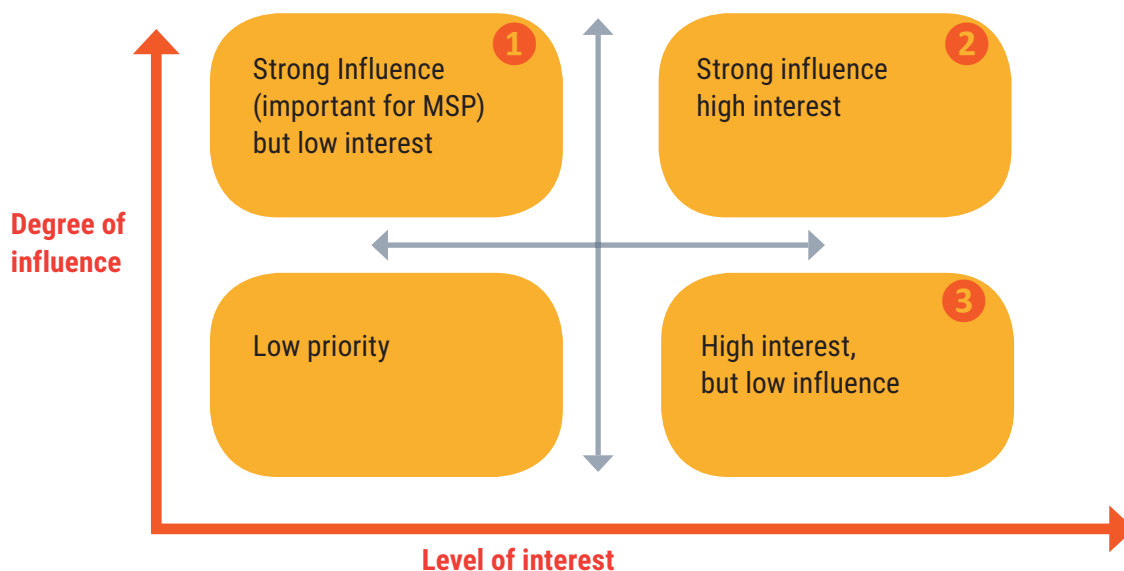 1
Strong Influence
(important for MSP)
but low interest
2
Strong influence
high interest
Degree of
influence
Low priority
3
High interest,
but low influence
Level of interest